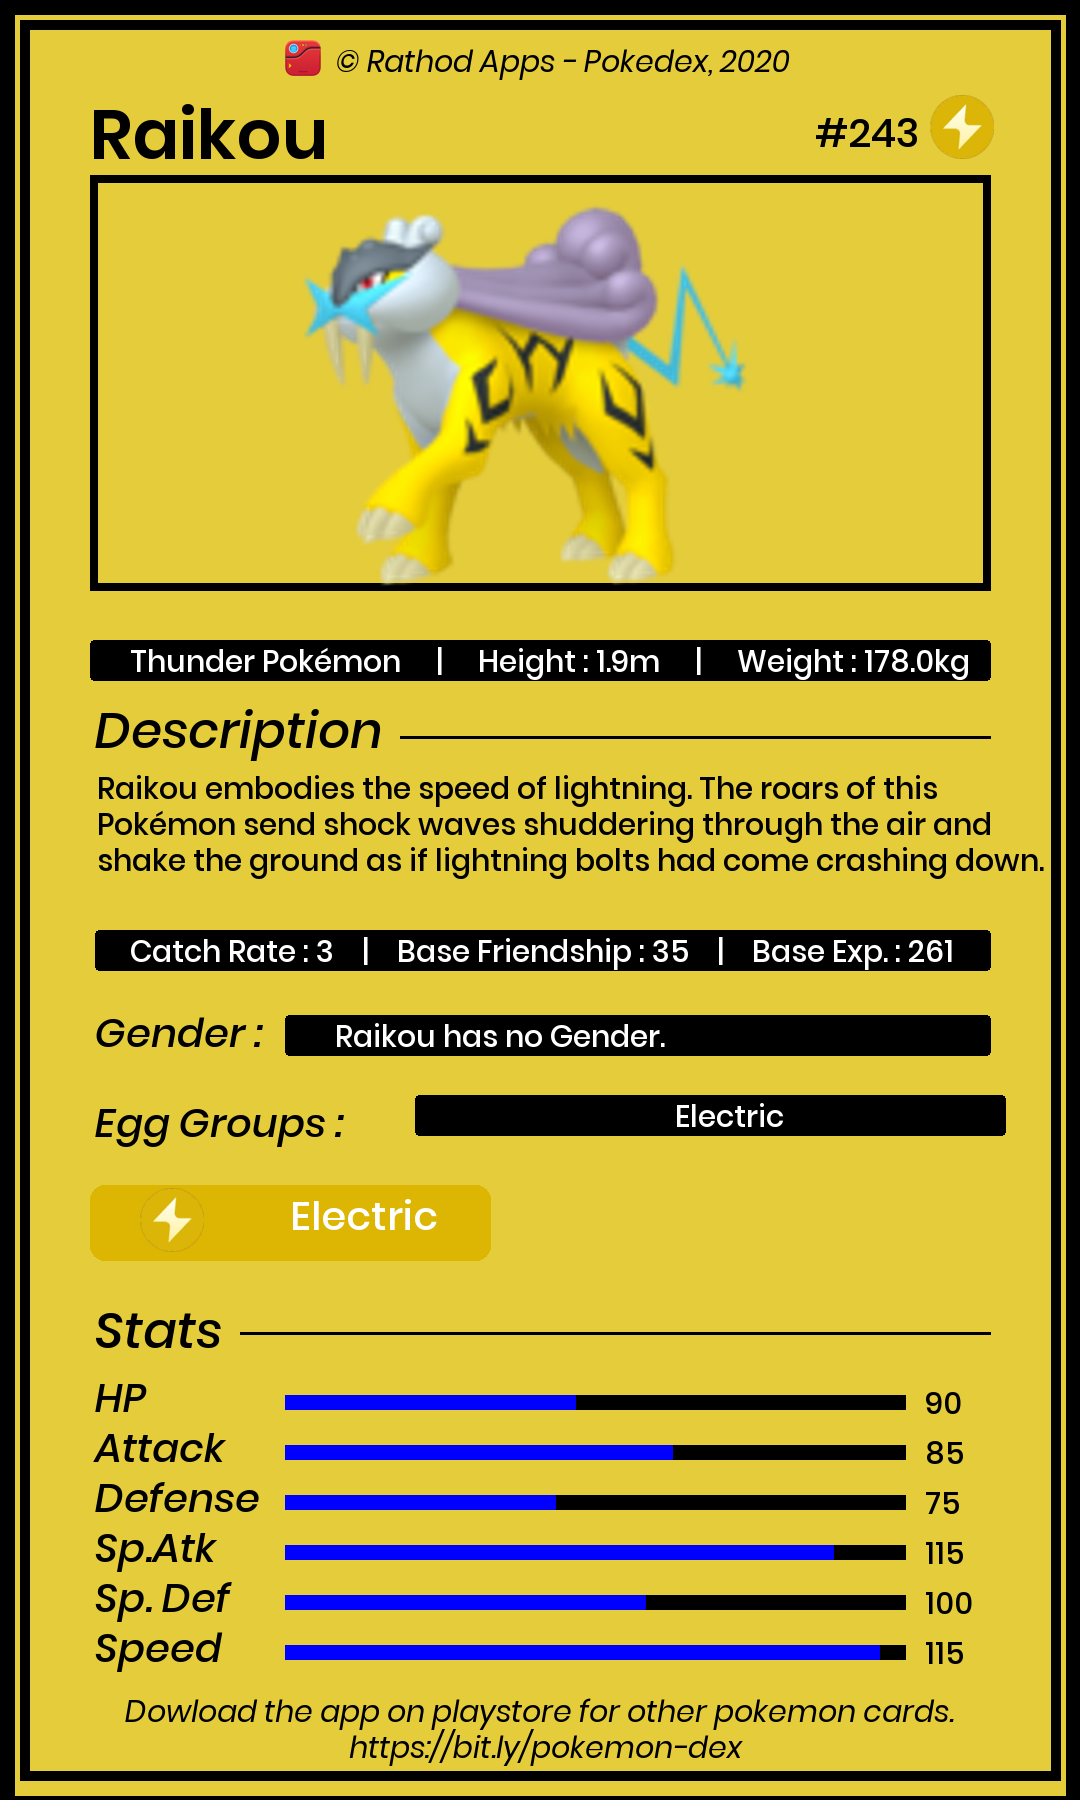 © Rathod Apps - Pokedex, 2020
Raikou
#243
Thunder Pokémon | Height : 1.9m | Weight : 178.0kg
Description
Raikou embodies the speed of lightning. The roars of this
Pokémon send shock waves shuddering through the air and
shake the ground as if lightning bolts had come crashing down.
Catch Rate : 3 | Base Friendship : 35 | Base Exp. : 261
Gender : Raikou has no Gender.
Egg Groups : Electric
Electric
Stats
HP 90
Attack 85
Defense 75
Sp.Atk 115
Sp. Def 100
Speed 115
Dowload the app on playstore for other pokemon cards.
https://bit.ly/pokemon-dex